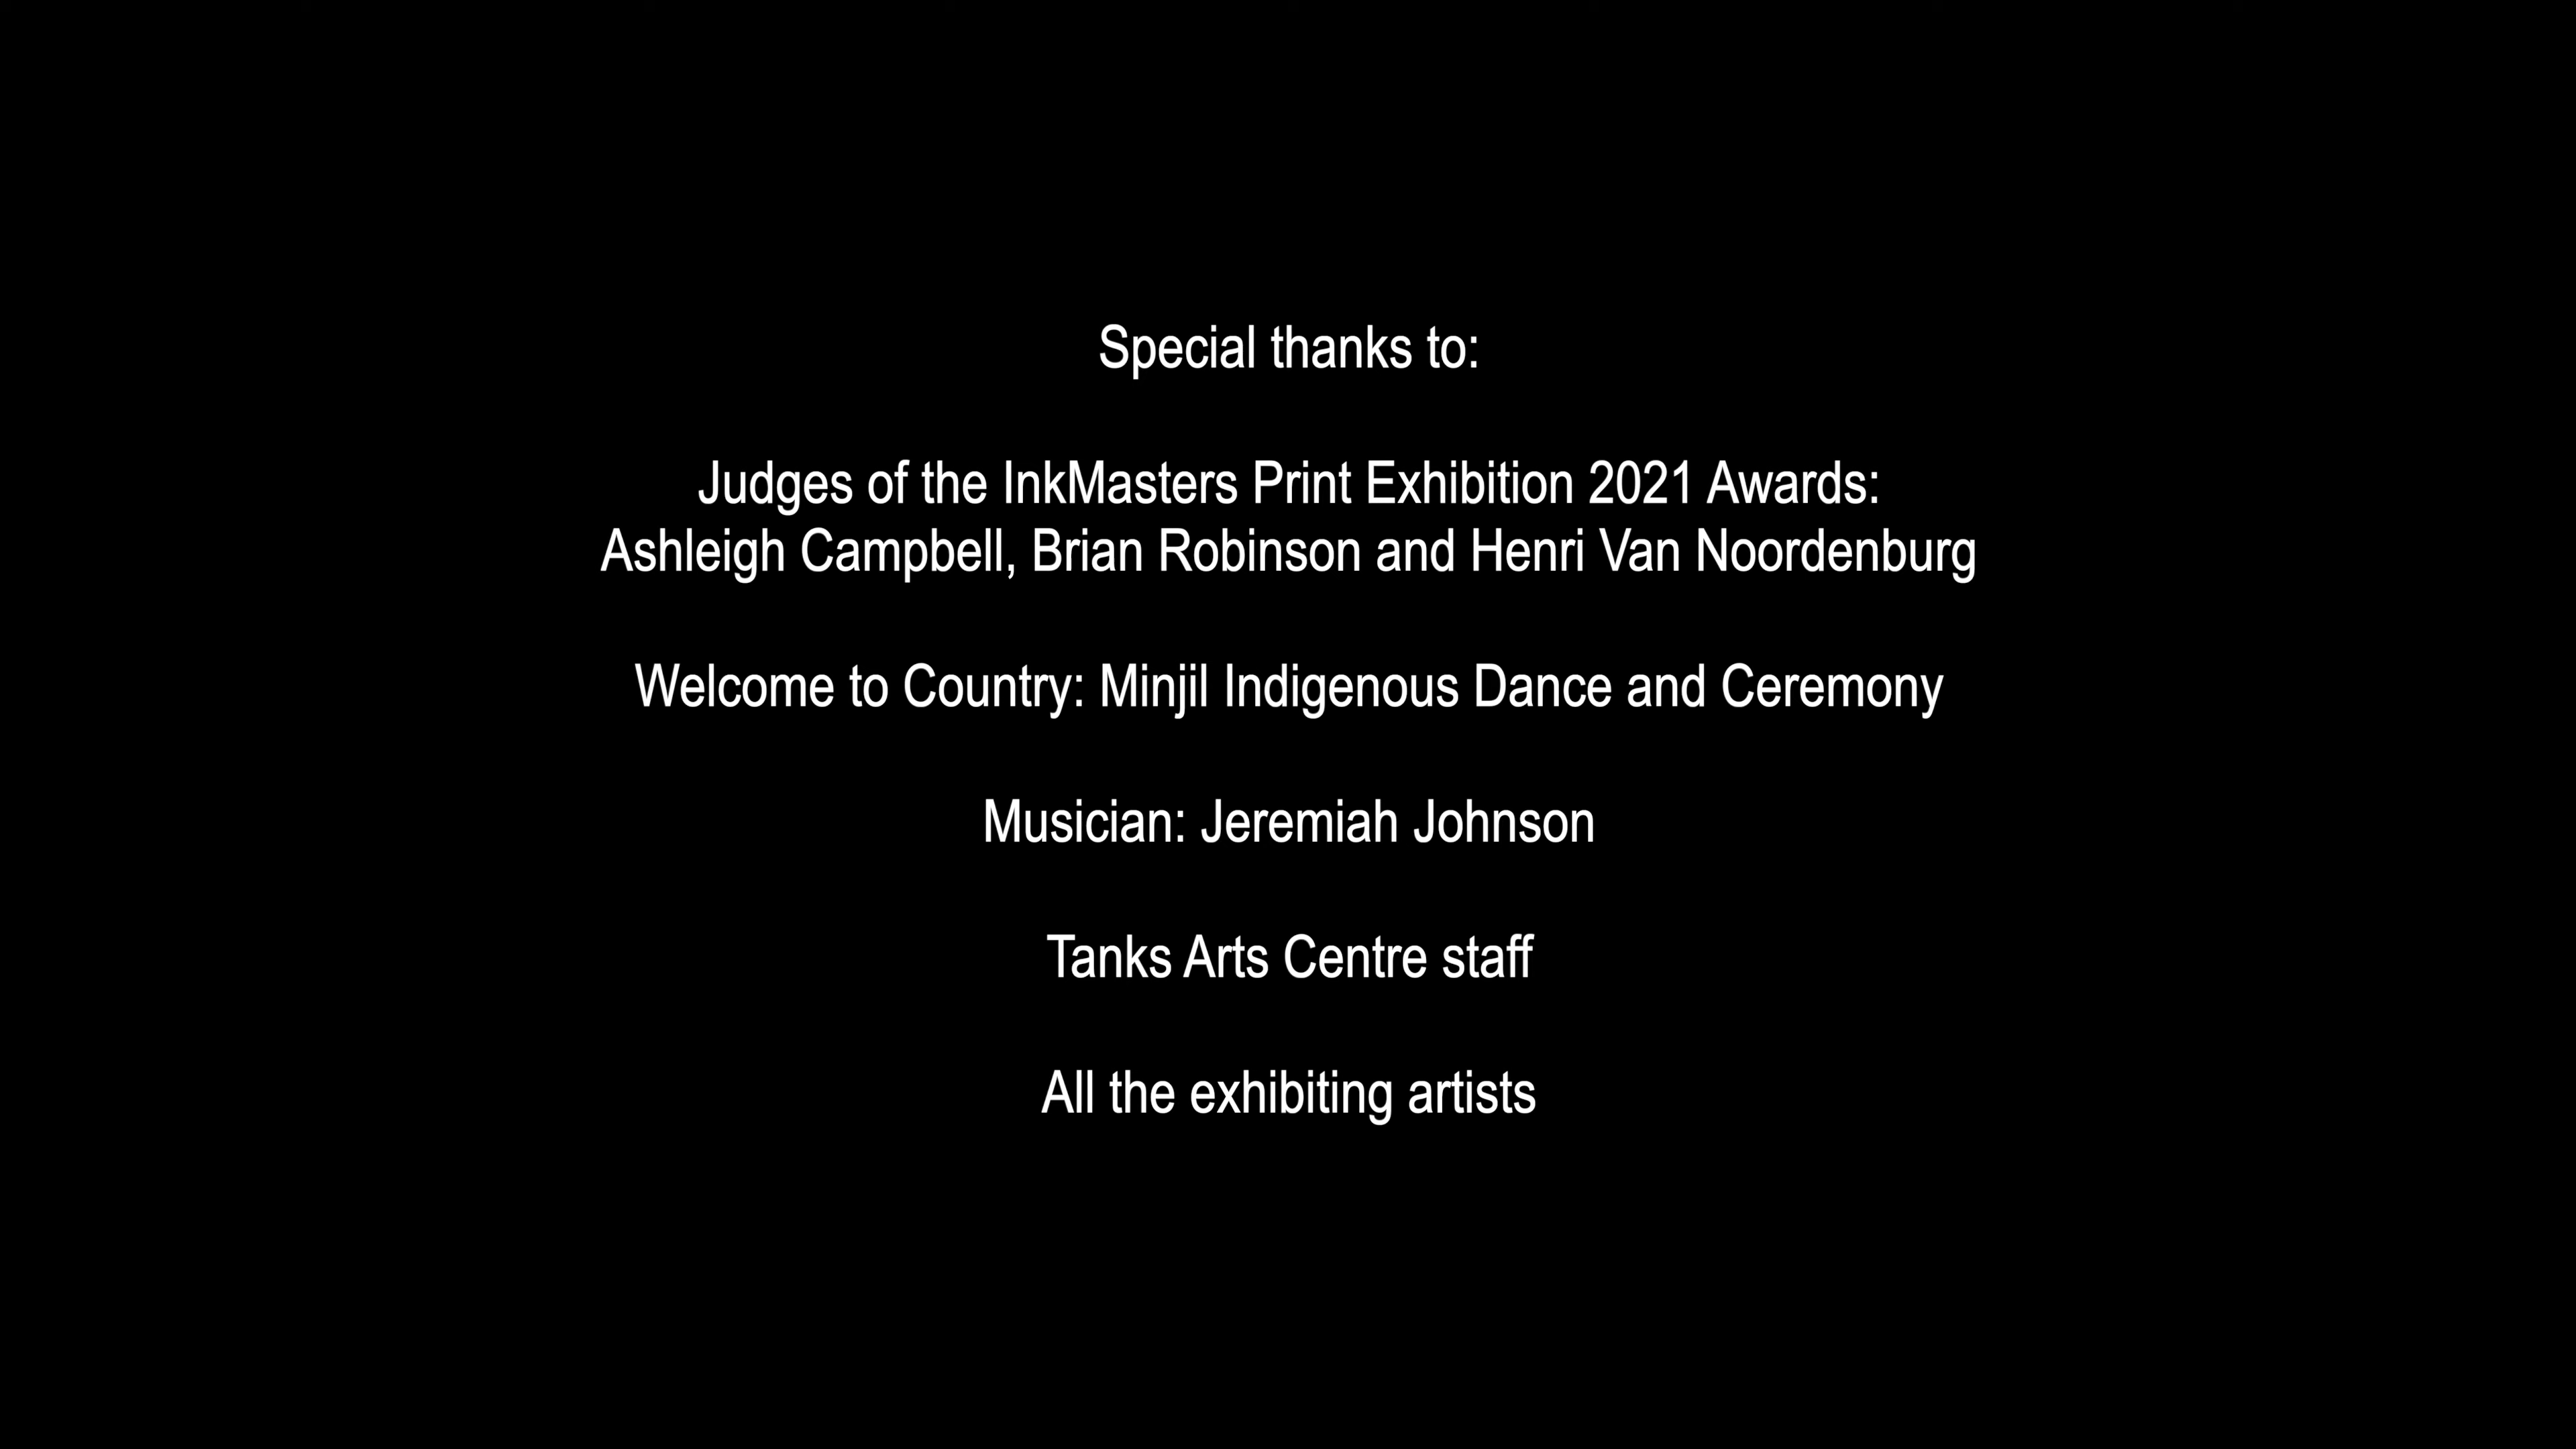 Special thanks to:
Judges of the InkMasters Print Exhibition 2021 Awards:
Ashleigh Campbell, Brian Robinson and Henri Van Noordenburg
Welcome to Country: Minjil Indigenous Dance and Ceremony
Musician: Jeremiah Johnson
Tanks Arts Centre staff
All the exhibiting artists